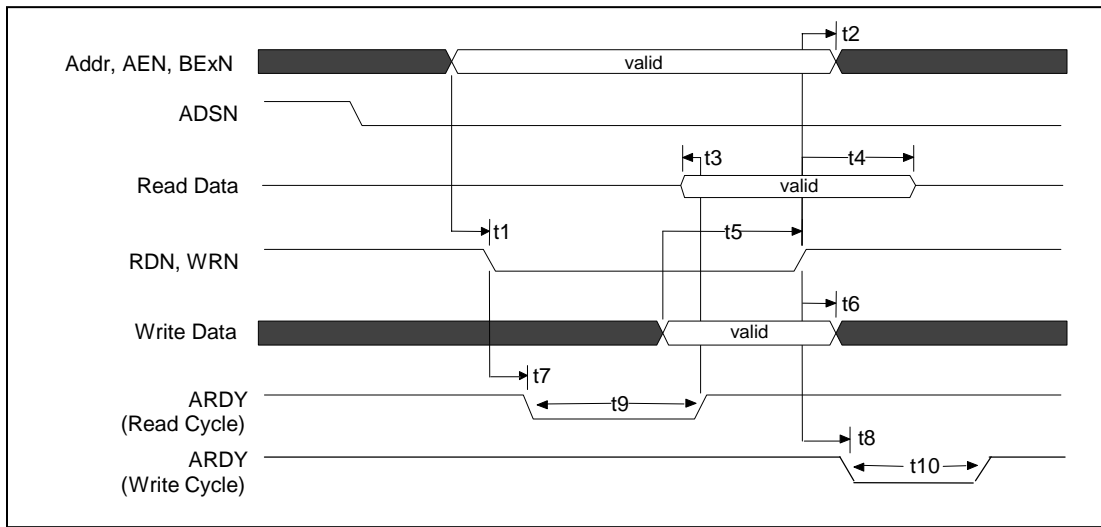 t2
Addr, AEN, BExN
valid
ADSN
t3
t4
Read Data
valid
t1
t5
RDN, WRN
t6
Write Data
valid
t7
ARDY
(Read Cycle)
t9
t8
ARDY
(Write Cycle)
t10